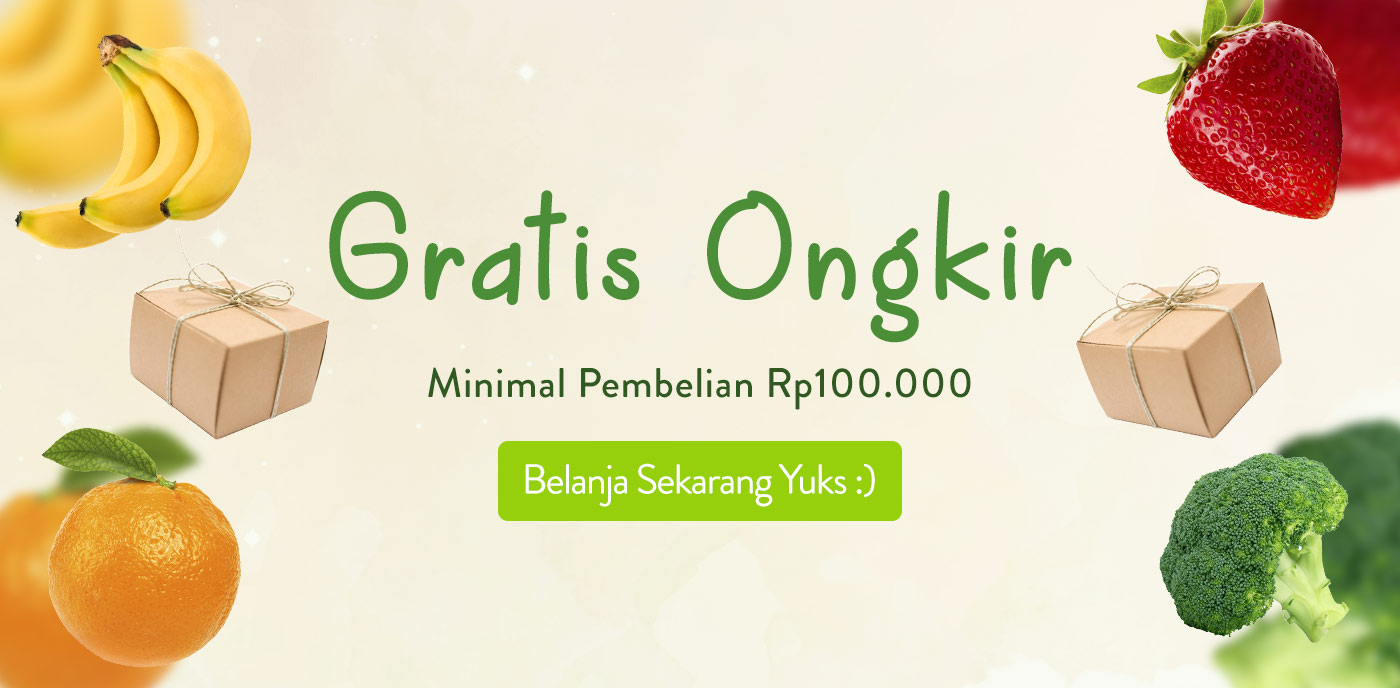 Gratis Ongkir
Minimal Pembelian Rp100.000
Belanja Sekarang Yuks :)